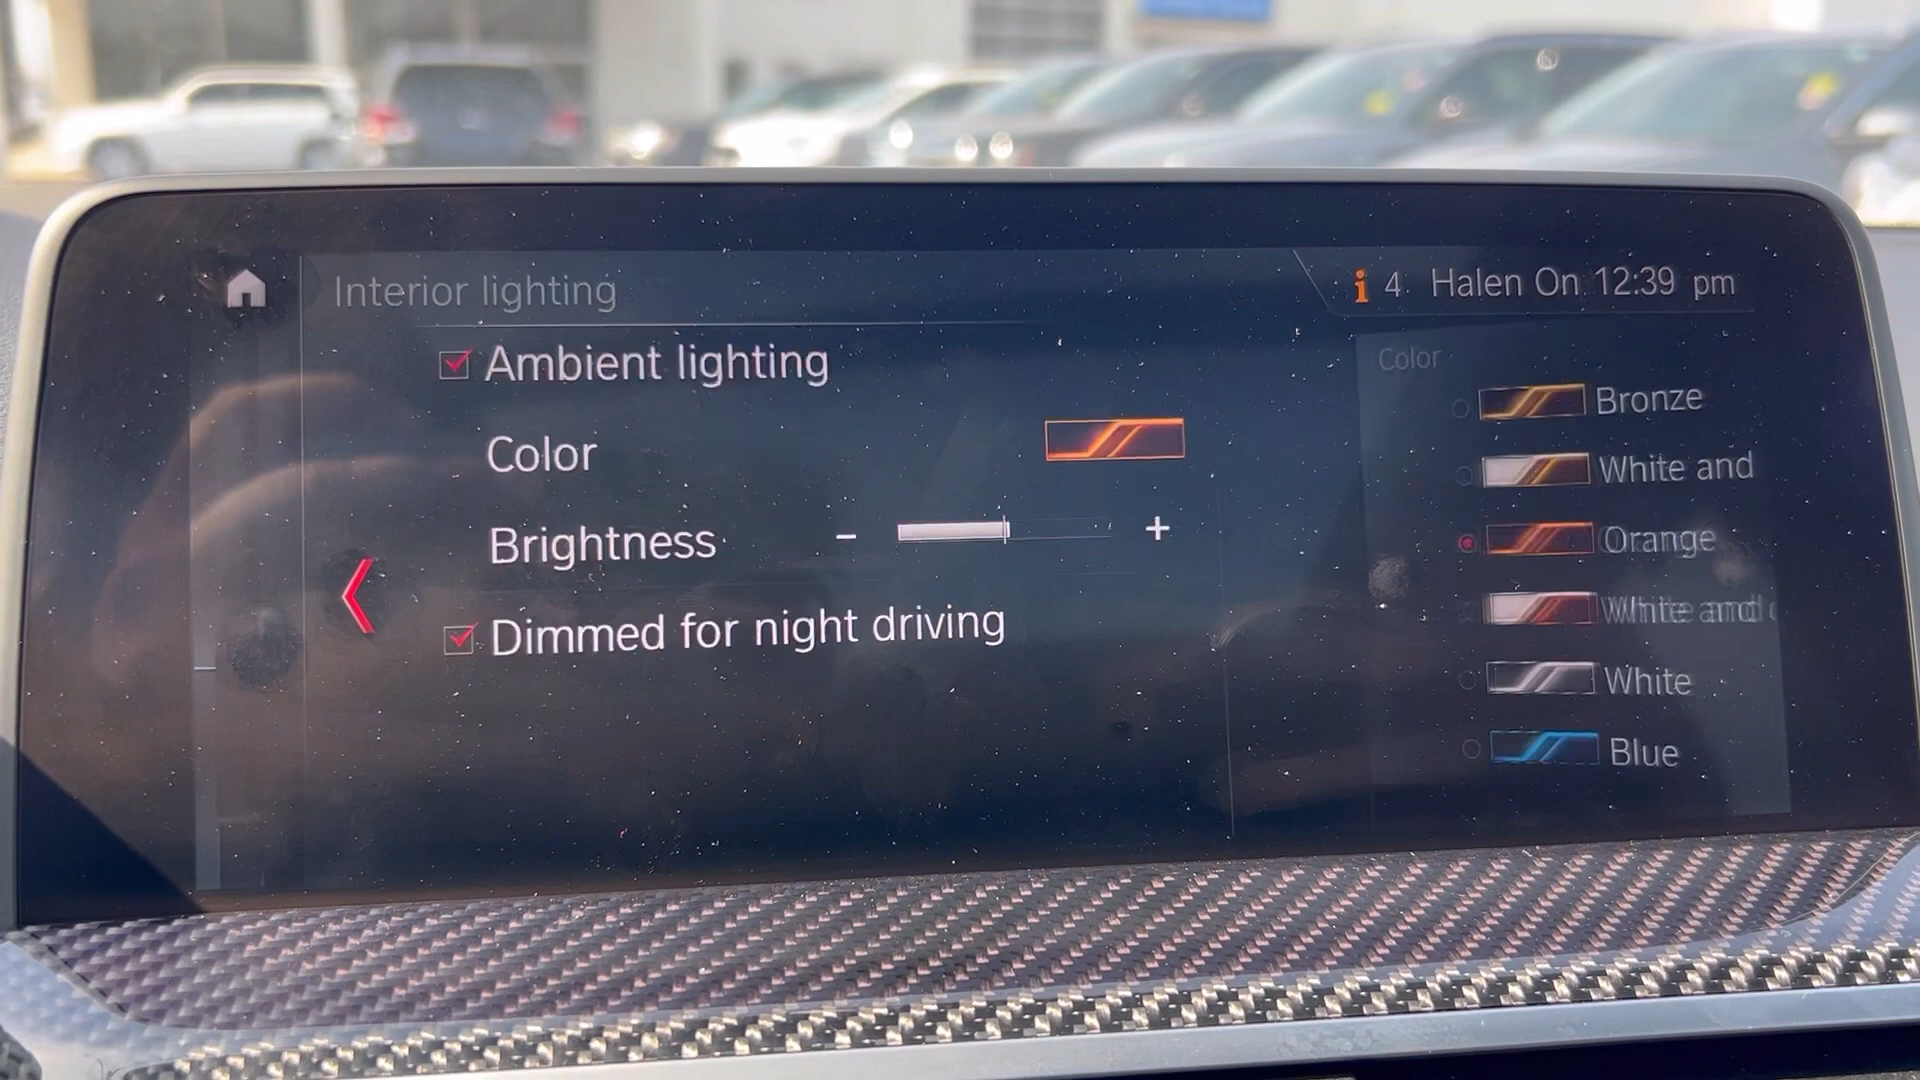 Interior lighting
4 Halen On 12:39 pm
Ambient lighting
Color
Brightness - +
Dimmed for night driving
Color
Bronze
White and
Orange
White and
White
Blue